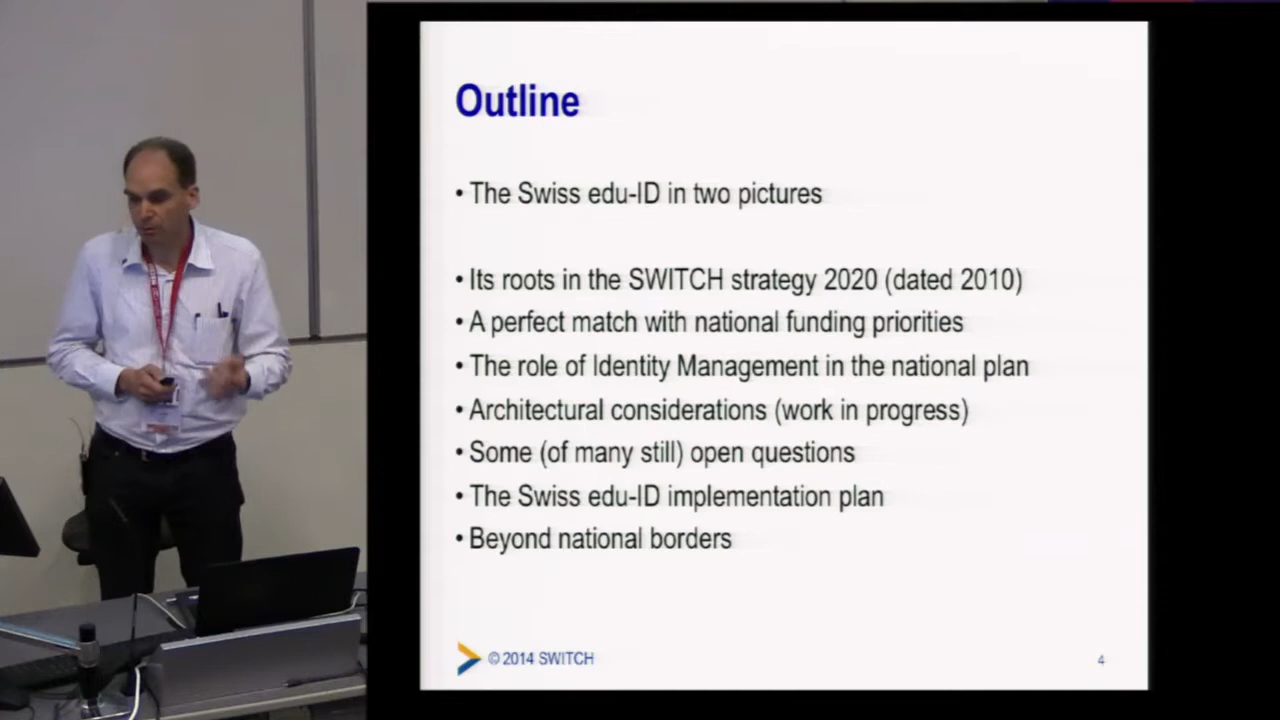 Outline
• The Swiss edu-ID in two pictures
• Its roots in the SWITCH strategy 2020 (dated 2010)
• A perfect match with national funding priorities
• The role of Identity Management in the national plan
• Architectural considerations (work in progress)
• Some (of many still) open questions
• The Swiss edu-ID implementation plan
• Beyond national borders
© 2014 SWITCH
4